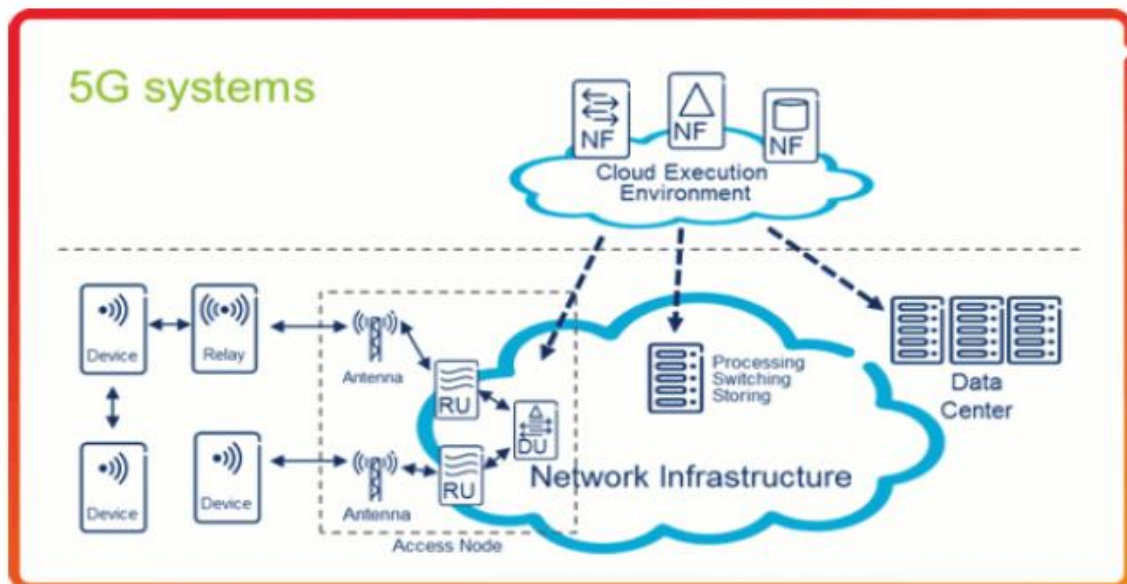 5G systems
NF
NF
NF
Cloud Execution
Environment
Device
Relay
Antenna
RU
Processing
Switching
Storing
Data
Center
DU
Device
Device
Antenna
RU
Network Infrastructure
Access Node